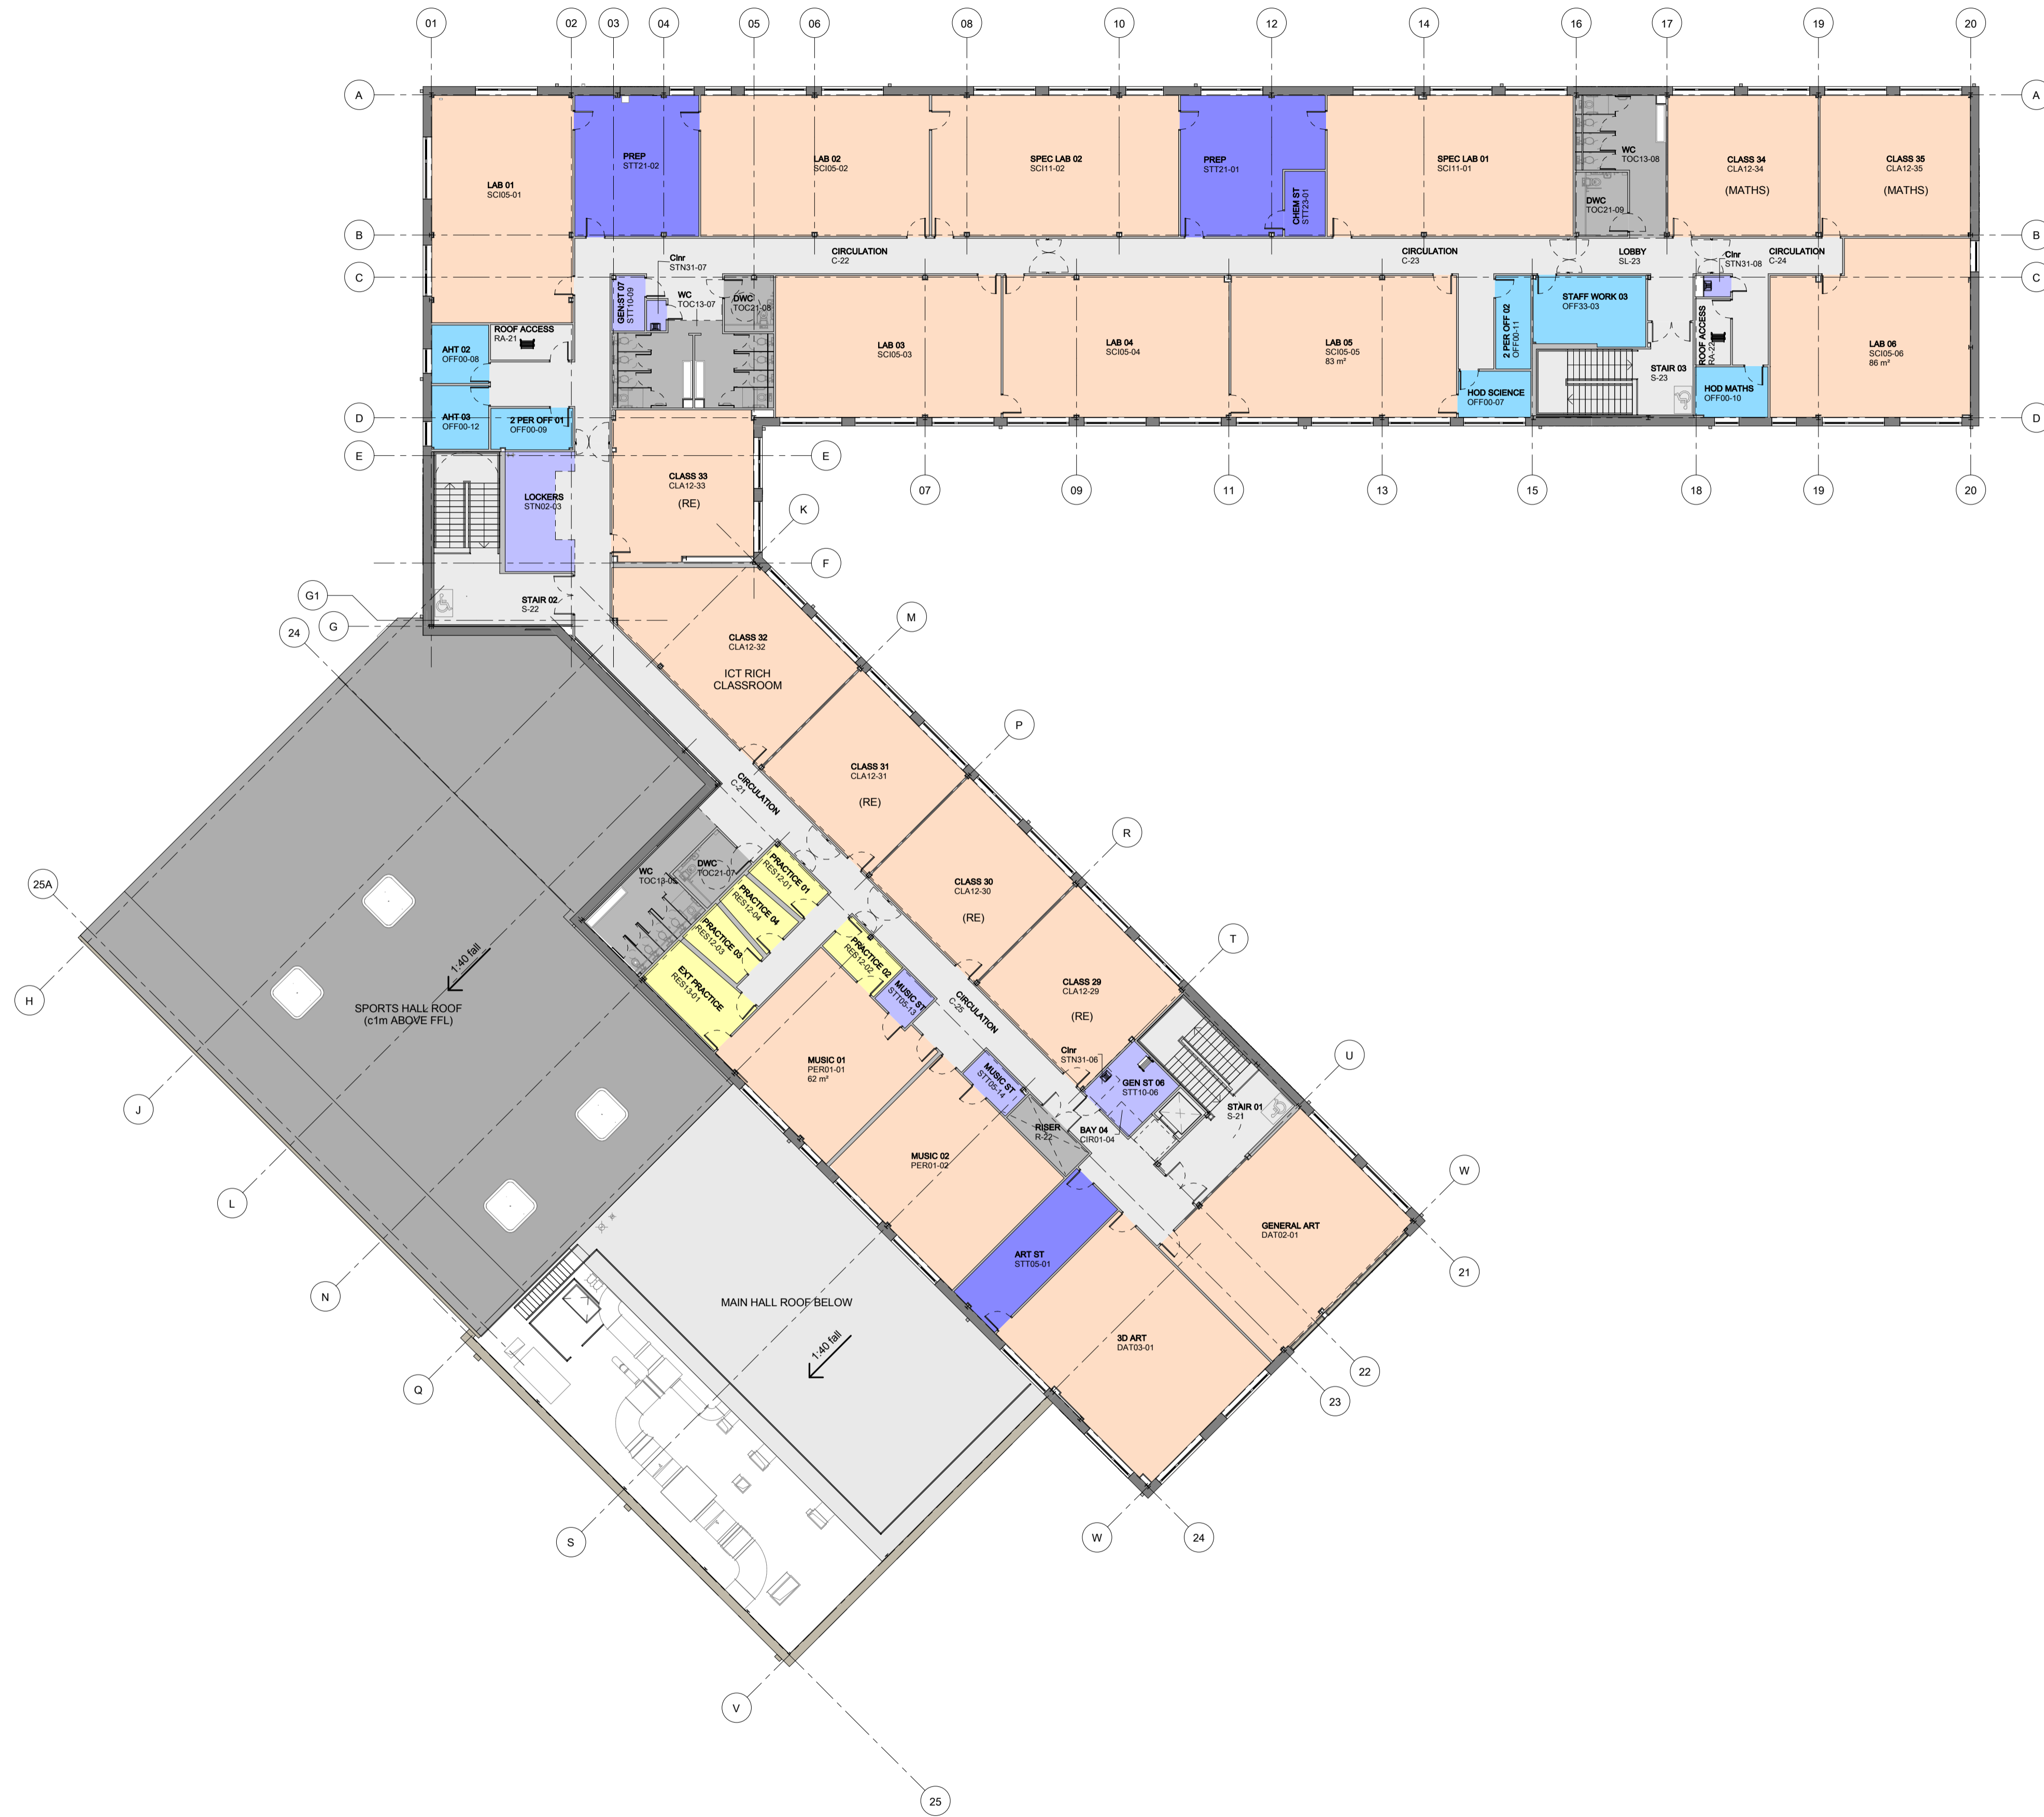 01
02
03
04
05
06
08
10
12
14
16
17
19
20
A
A
PREP
STT21-02
LAB 02
SCI05-02
SPEC LAB 02
SCI11-02
PREP
STT21-01
SPEC LAB 01
SCI11-01
WC
TOC13-08
CLASS 34
CLA12-34
(MATHS)
CLASS 35
CLA12-35
(MATHS)
LAB 01
SCI05-01
CHEM ST
STT23-01
DWC
TOC21-09
B
B
CIRCULATION
C-22
CIRCULATION
C-23
LOBBY
SL-23
CIRCULATION
C-24
Clnr
STN31-07
Clnr
STN31-08
C
C
GEN:ST 07
STT10-09
WC
TOC13-07
DWC
TOC21-08
STAFF WORK 03
OFF33-03
2 PER OFF 02
OFF00-11
ROOF ACCESS
RA-21
ROOF ACCESS
RA-22
AHT 02
OFF00-08
LAB 03
SCI05-03
LAB 04
SCI05-04
LAB 05
SCI05-05
83 m²
STAIR 03
S-23
LAB 06
SCI05-06
86 m²
HOD SCIENCE
OFF00-07
HOD MATHS
OFF00-10
D
D
AHT 03
OFF00-12
2 PER OFF 01
OFF00-09
E
E
CLASS 33
CLA12-33
(RE)
07
09
11
13
15
18
19
20
LOCKERS
STN02-03
K
F
G1
G
24
STAIR 02
S-22
M
CLASS 32
CLA12-32
ICT RICH
CLASSROOM
P
CLASS 31
CLA12-31
(RE)
CIRCULATION
C-21
R
25A
WC
DWC
TOC21-07
PRACTICE 01
RES12-01
PRACTICE 04
RES12-04
PRACTICE 03
RES12-03
EXT PRACTICE
RES13-01
PRACTICE 02
RES12-02
CLASS 30
CLA12-30
(RE)
T
1:40 fall
H
SPORTS HALL ROOF
(c1m ABOVE FFL)
MUSIC ST
STT05-13
CIRCULATION
C-25
CLASS 29
CLA12-29
(RE)
MUSIC 01
PER01-01
62 m²
Clnr
STN31-06
U
MUSIC ST
STT05-14
GEN ST 06
STT10-06
STAIR 01
S-21
J
RISER
R-22
BAY 04
CIR01-04
MUSIC 02
PER01-02
W
L
GENERAL ART
DAT02-01
ART ST
STT05-01
21
N
MAIN HALL ROOF BELOW
1:40 fall
3D ART
DAT03-01
22
Q
23
S
W
24
V
25